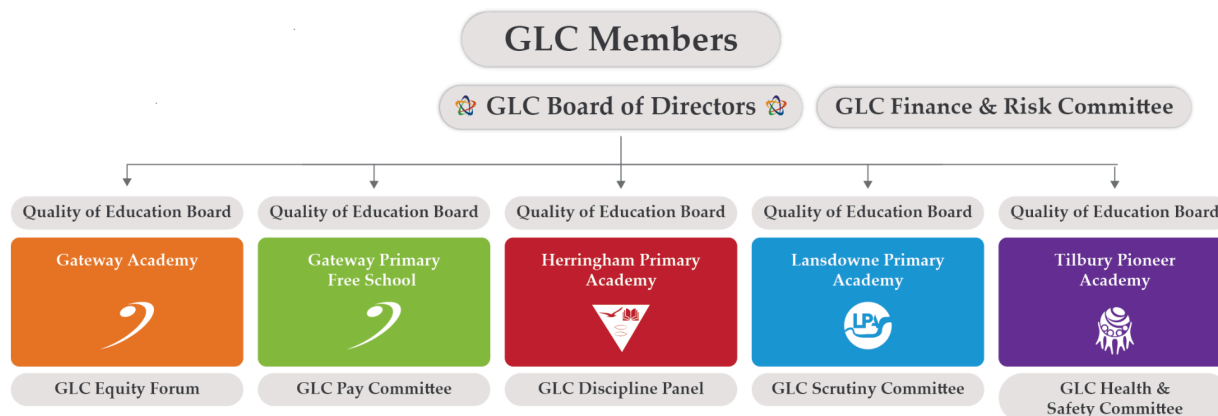 GLC Members
GLC Board of Directors
GLC Finance & Risk Committee
Quality of Education Board
Quality of Education Board
Quality of Education Board
Quality of Education Board
Quality of Education Board
Gateway Academy
Gateway Primary
Free School
Herringham Primary
Academy
Lansdowne Primary
Academy
LPA
Tilbury Pioneer
Academy
GLC Equity Forum
GLC Pay Committee
GLC Discipline Panel
GLC Scrutiny Committee
GLC Health &
Safety Committee